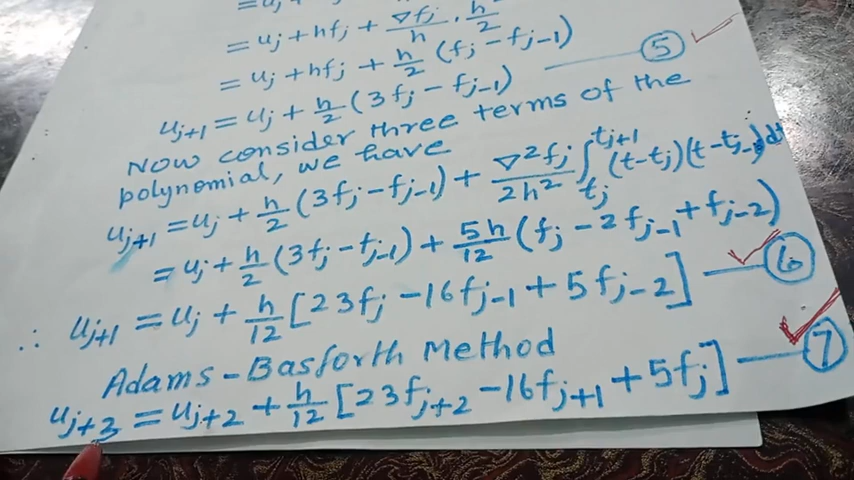 = uj + hfj + ∇fj/h · h²/2
= uj + hfj + h/2 (fj − fj−1)
uj+1 = uj + h/2 (3fj − fj−1) — 5
Now consider three terms of the
polynomial, we have
uj+1 = uj + h/2 (3fj − fj−1) + ∇²fj/2h² ∫tj^tj+1 (t − tj)(t − tj−1)dt
= uj + h/2 (3fj − fj−1) + 5h/12 (fj − 2fj−1 + fj−2)
∴ uj+1 = uj + h/12 [23fj − 16fj−1 + 5fj−2] — 6
Adams - Basforth Method
uj+3 = uj+2 + h/12 [23fj+2 − 16fj+1 + 5fj] — 7